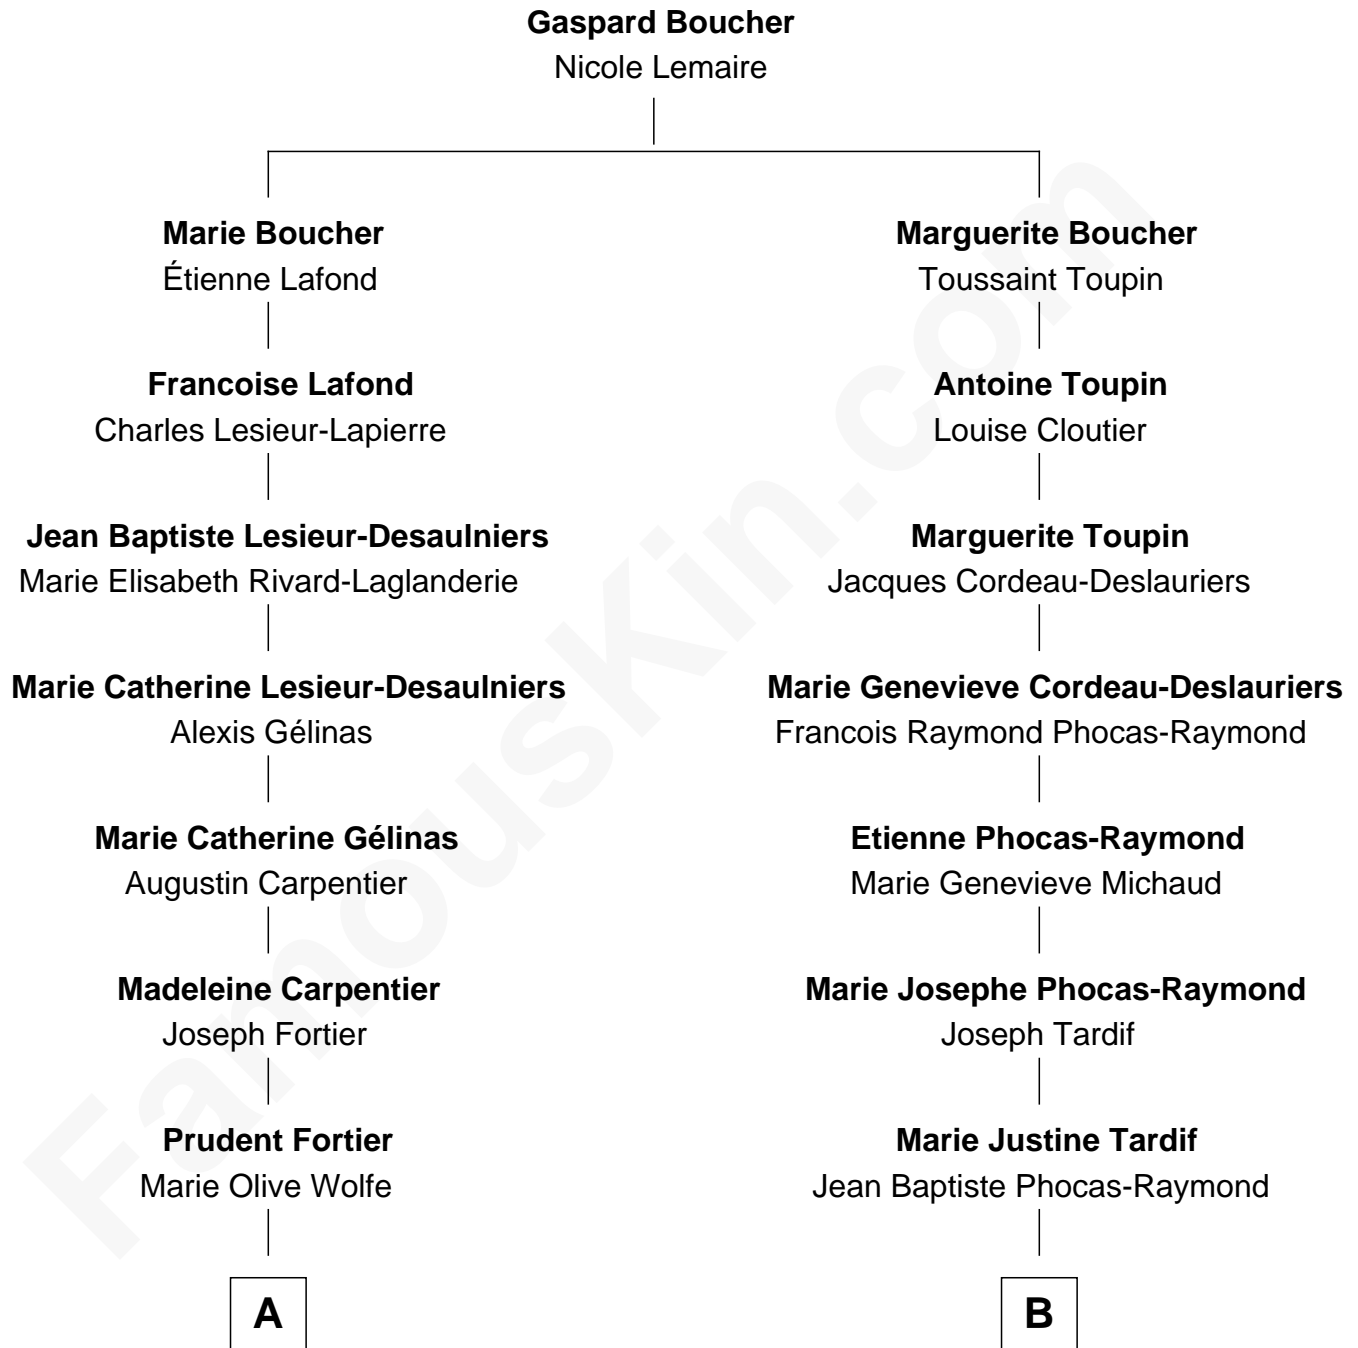 Gaspard Boucher
Nicole Lemaire
Marie Boucher
Étienne Lafond
Marguerite Boucher
Toussaint Toupin
Francoise Lafond
Charles Lesieur-Lapierre
Antoine Toupin
Louise Cloutier
Jean Baptiste Lesieur-Desaulniers
Marie Elisabeth Rivard-Laglanderie
Marguerite Toupin
Jacques Cordeau-Deslauriers
Marie Catherine Lesieur-Desaulniers
Alexis Gélinas
Marie Genevieve Cordeau-Deslauriers
Francois Raymond Phocas-Raymond
Marie Catherine Gélinas
Augustin Carpentier
Etienne Phocas-Raymond
Marie Genevieve Michaud
Madeleine Carpentier
Joseph Fortier
Marie Josephe Phocas-Raymond
Joseph Tardif
Prudent Fortier
Marie Olive Wolfe
Marie Justine Tardif
Jean Baptiste Phocas-Raymond
A
B
FamousKin.com